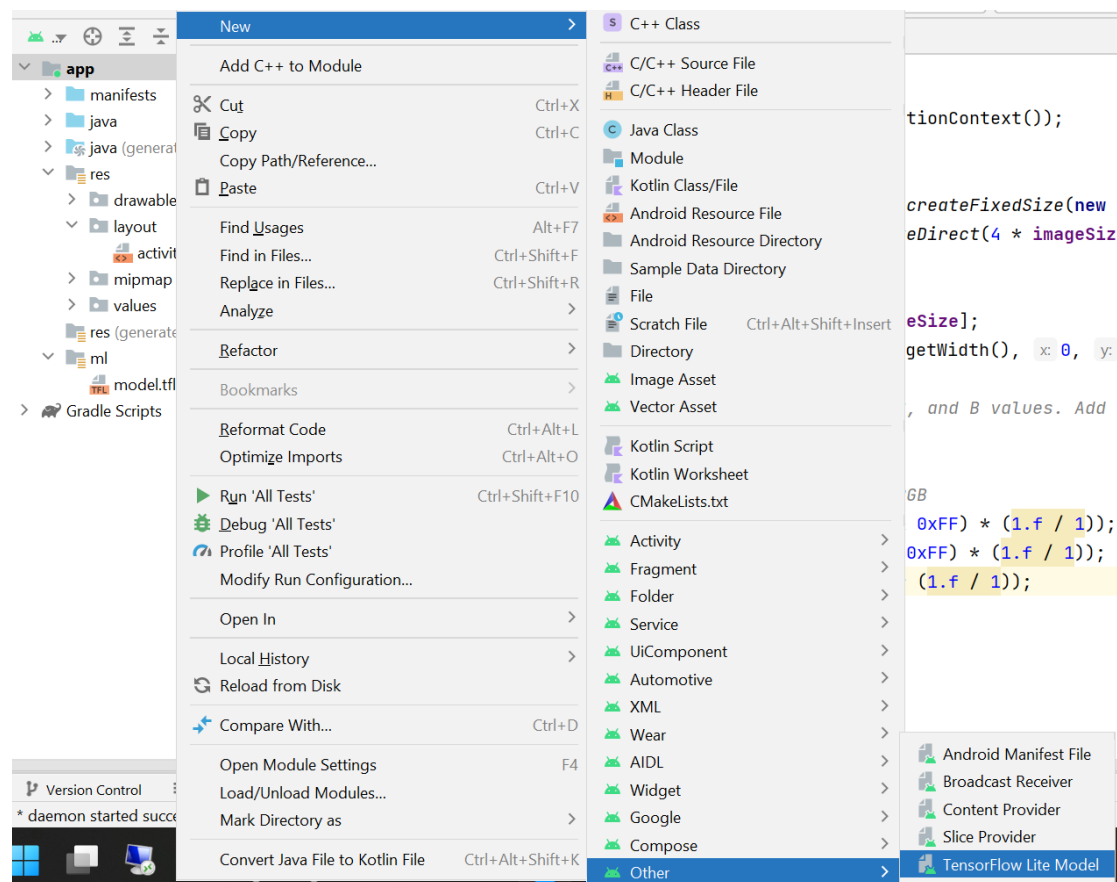 app
manifests
java
java (generat
res
drawable
layout
activit
mipmap
values
res (generate
ml
TFL
model.tfl
Gradle Scripts
Version Control
* daemon started succe
New
Add C++ to Module
Cut Ctrl+X
Copy Ctrl+C
Copy Path/Reference...
Paste Ctrl+V
Find Usages Alt+F7
Find in Files... Ctrl+Shift+F
Replace in Files... Ctrl+Shift+R
Analyze
Refactor
Bookmarks
Reformat Code Ctrl+Alt+L
Optimize Imports Ctrl+Alt+O
Run 'All Tests' Ctrl+Shift+F10
Debug 'All Tests'
Profile 'All Tests'
Modify Run Configuration...
Open In
Local History
Reload from Disk
Compare With... Ctrl+D
Open Module Settings F4
Load/Unload Modules...
Mark Directory as
Convert Java File to Kotlin File Ctrl+Alt+Shift+K
S C++ Class
C++ C/C++ Source File
H C/C++ Header File
C Java Class
Module
Kotlin Class/File
Android Resource File
Android Resource Directory
Sample Data Directory
File
Scratch File Ctrl+Alt+Shift+Insert
Directory
Image Asset
Vector Asset
Kotlin Script
Kotlin Worksheet
CMakeLists.txt
Activity
Fragment
Folder
Service
UiComponent
Automotive
XML
Wear
AIDL
Widget
Google
Compose
Other
Android Manifest File
Broadcast Receiver
Content Provider
Slice Provider
TensorFlow Lite Model
tionContext());
createFixedSize(new
eDirect(4 * imageSiz
eSize];
getWidth(), x: 0, y:
, and B values. Add
GB
0xFF) * (1.f / 1));
0xFF) * (1.f / 1));
(1.f / 1));